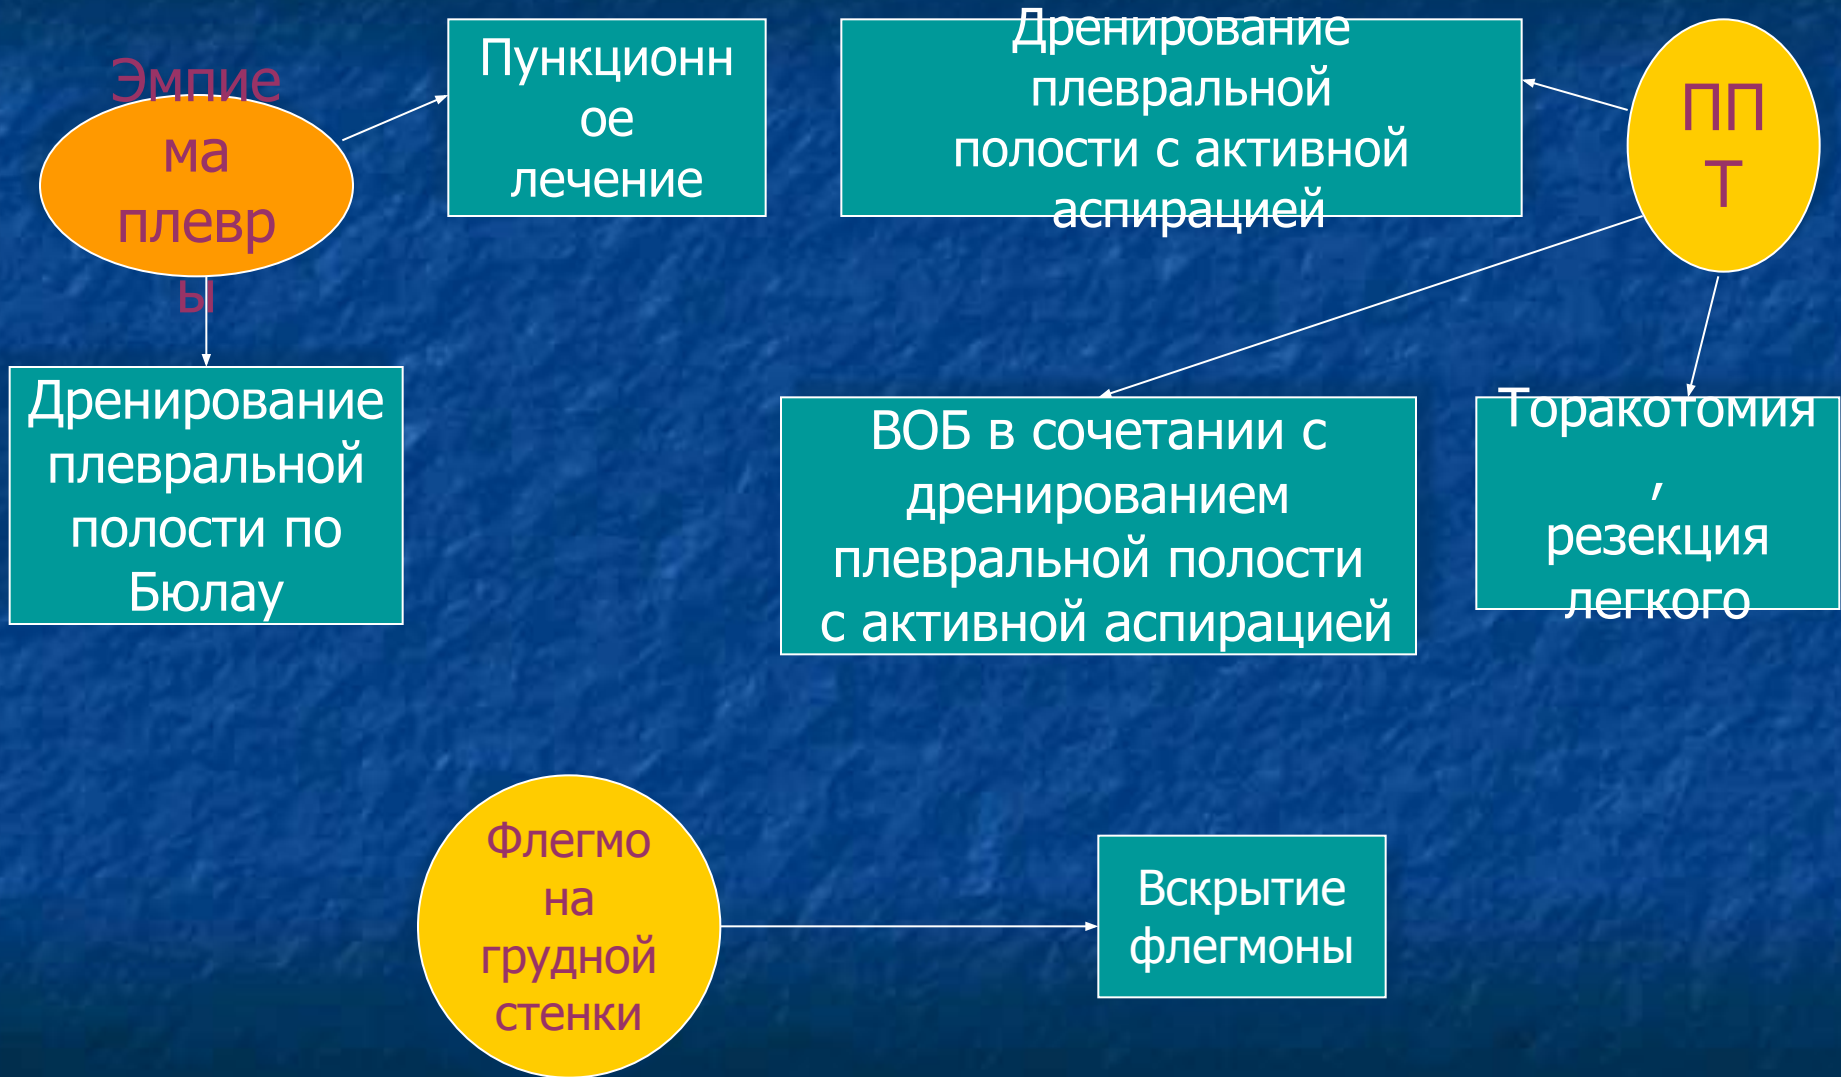 Эмпие
ма
плевр
ы
Пункционн
ое
лечение
Дренирование
плевральной
полости с активной
аспирацией
ПП
Т
Дренирование
плевральной
полости по
Бюлау
ВОБ в сочетании с
дренированием
плевральной полости
с активной аспирацией
Торакотомия
,
резекция
легкого
Флегмо
на
грудной
стенки
Вскрытие
флегмоны